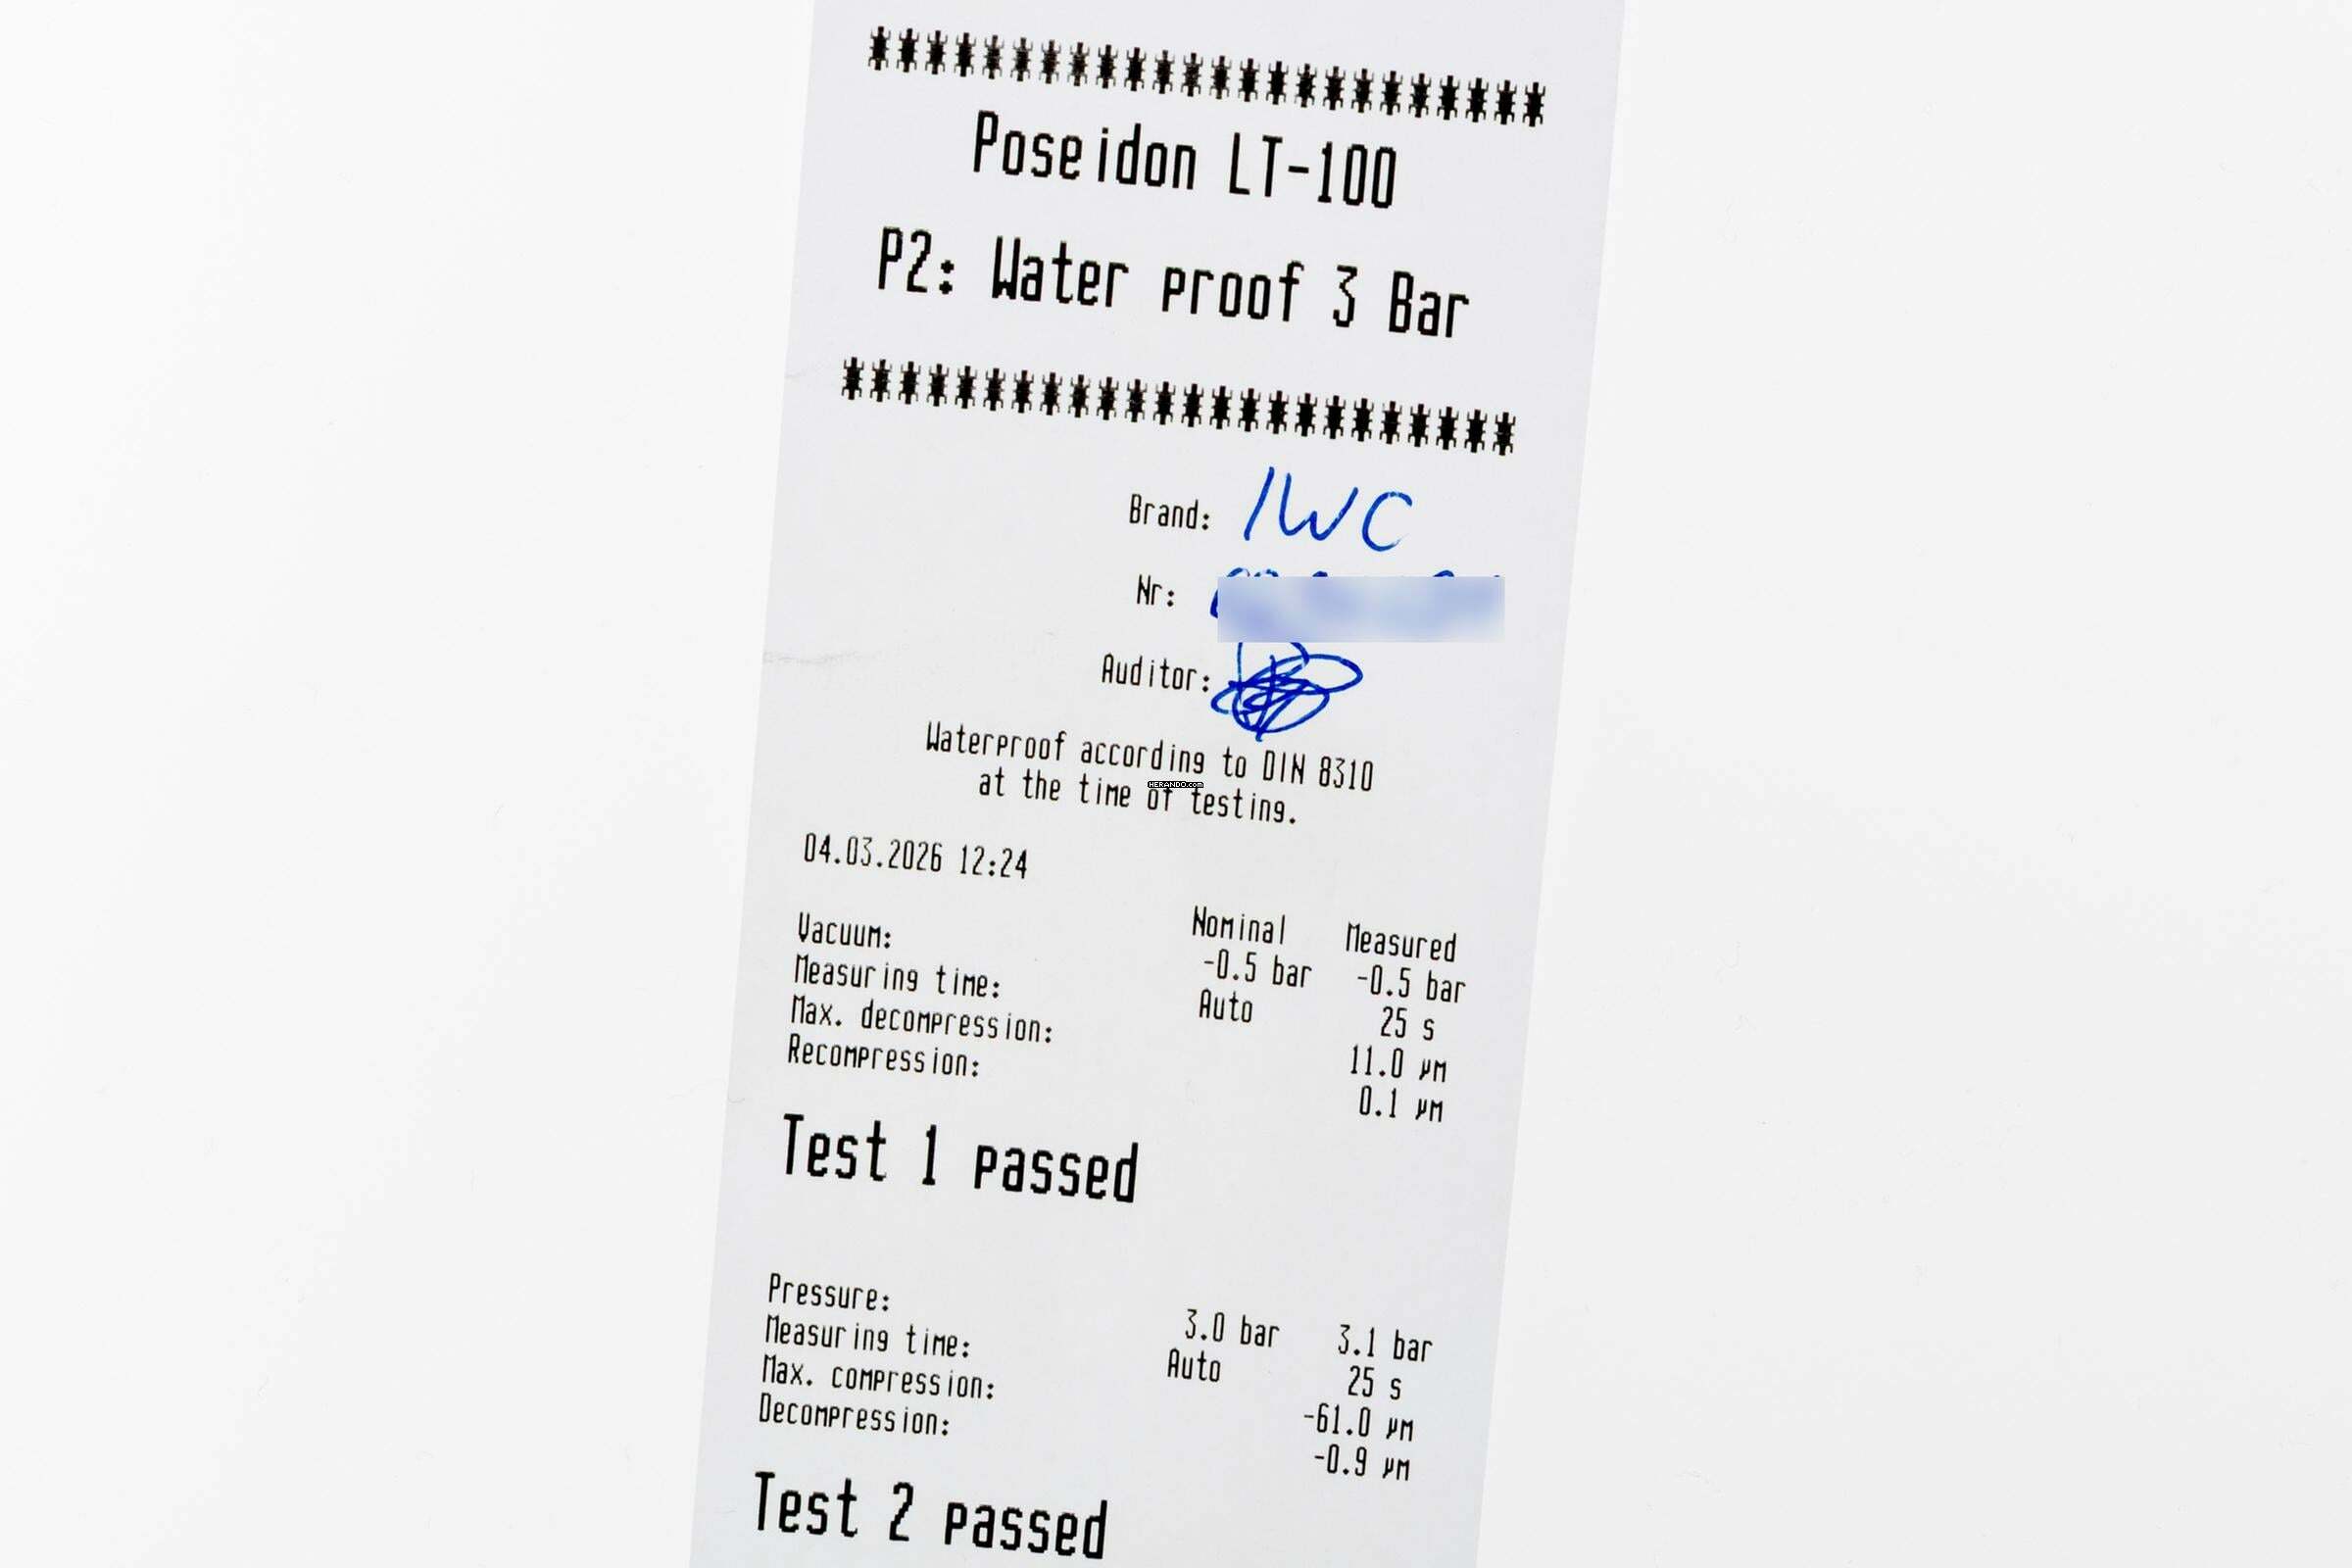 ************************
Poseidon LT-100
P2: Water proof 3 Bar
************************
Brand: IWC
Nr:
Auditor:
Waterproof according to DIN 8310
at the time of testing.
HERANDO.com
04.03.2026 12:24
Nominal Measured
Vacuum: -0.5 bar -0.5 bar
Measuring time: Auto 25 s
Max. decompression: 11.0 µm
Recompression: 0.1 µm
Test 1 passed
Pressure: 3.0 bar 3.1 bar
Measuring time: Auto 25 s
Max. compression: -61.0 µm
Decompression: -0.9 µm
Test 2 passed